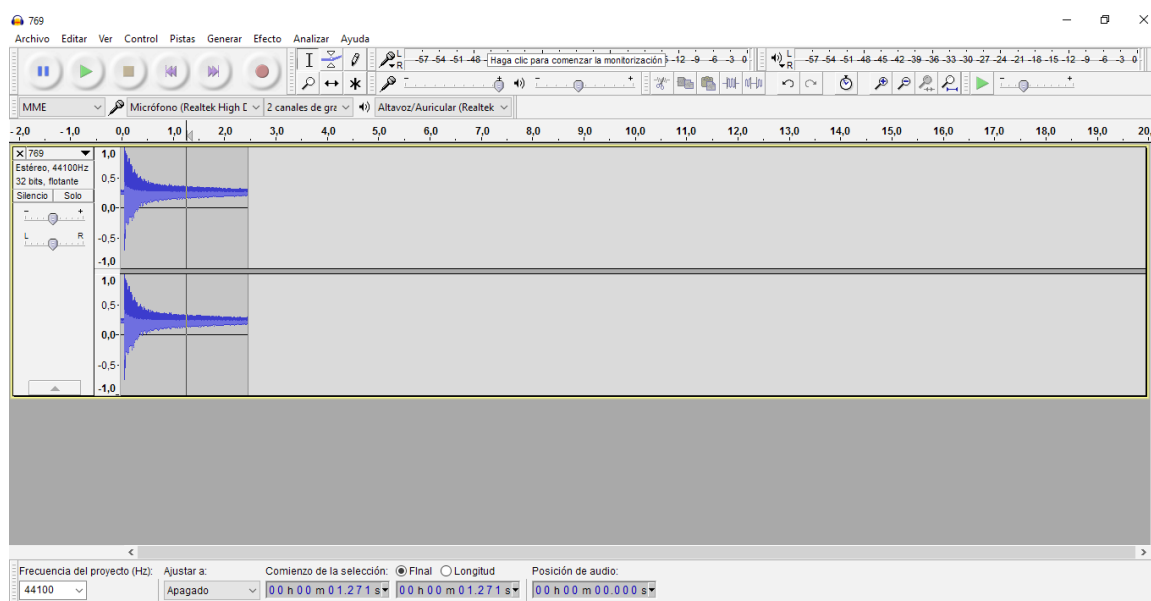 769
Archivo Editar Ver Control Pistas Generar Efecto Analizar Ayuda
L R -57 -54 -51 -48 - Haga clic para comenzar la monitorización -12 -9 -6 -3 0 L R -57 -54 -51 -48 -45 -42 -39 -36 -33 -30 -27 -24 -21 -18 -15 -12 -9 -6 -3 0
MME Micrófono (Realtek High 2 canales de gra Altavoz/Auricular (Realtek
-2,0 -1,0 0,0 1,0 2,0 3,0 4,0 5,0 6,0 7,0 8,0 9,0 10,0 11,0 12,0 13,0 14,0 15,0 16,0 17,0 18,0 19,0 20,
769
Estéreo, 44100Hz
32 bits, flotante
Silencio Solo
- +
L R
1,0
0,5-
0,0-
-0,5-
-1,0
1,0
0,5-
0,0-
-0,5-
-1,0
Frecuencia del proyecto (Hz): Ajustar a: Comienzo de la selección: FInal Longitud Posición de audio:
44100 Apagado 00 h 00 m 01.271 s 00 h 00 m 01.271 s 00 h 00 m 00.000 s